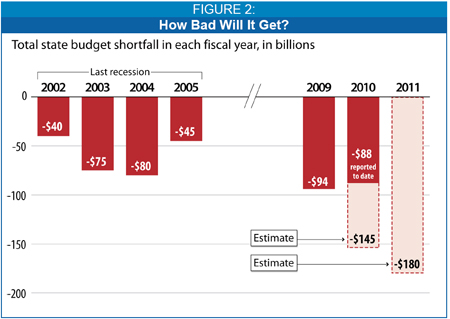 FIGURE 2:
How Bad Will It Get?
Total state budget shortfall in each fiscal year, in billions
Last recession
2002 2003 2004 2005 2009 2010 2011
0
-$40
-$75
-$80
-$45
-$94
-$88
reported
to date
-50
-100
-150
-200
Estimate
-$145
Estimate
-$180